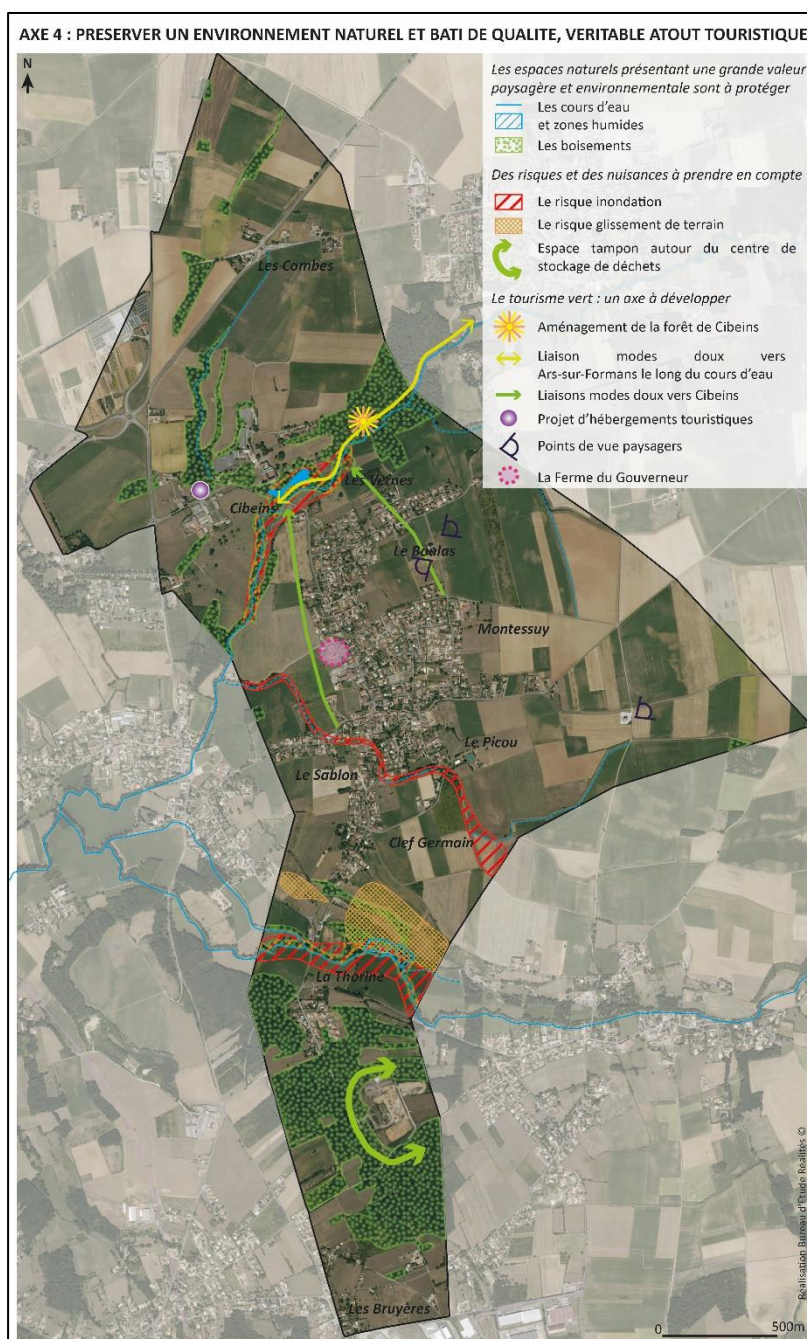 AXE 4 : PRESERVER UN ENVIRONNEMENT NATUREL ET BATI DE QUALITE, VERITABLE ATOUT TOURISTIQUE
N
Les espaces naturels présentant une grande valeur
paysagère et environnementale sont à protéger
Les cours d'eau
et zones humides
Les boisements
Des risques et des nuisances à prendre en compte
Le risque inondation
Le risque glissement de terrain
Espace tampon autour du centre de
stockage de déchets
Le tourisme vert : un axe à développer
Aménagement de la forêt de Cibeins
Liaison modes doux vers
Ars-sur-Formans le long du cours d'eau
Liaisons modes doux vers Cibeins
Projet d'hébergements touristiques
Points de vue paysagers
La Ferme du Gouverneur
Les Combes
Les Vernes
Cibeins
Le Boulas
Montessuy
Le Picou
Le Sablon
Clef Germain
La Thorine
Les Bruyères
Réalisation Bureau d'Etude Réalités ©
0 500m